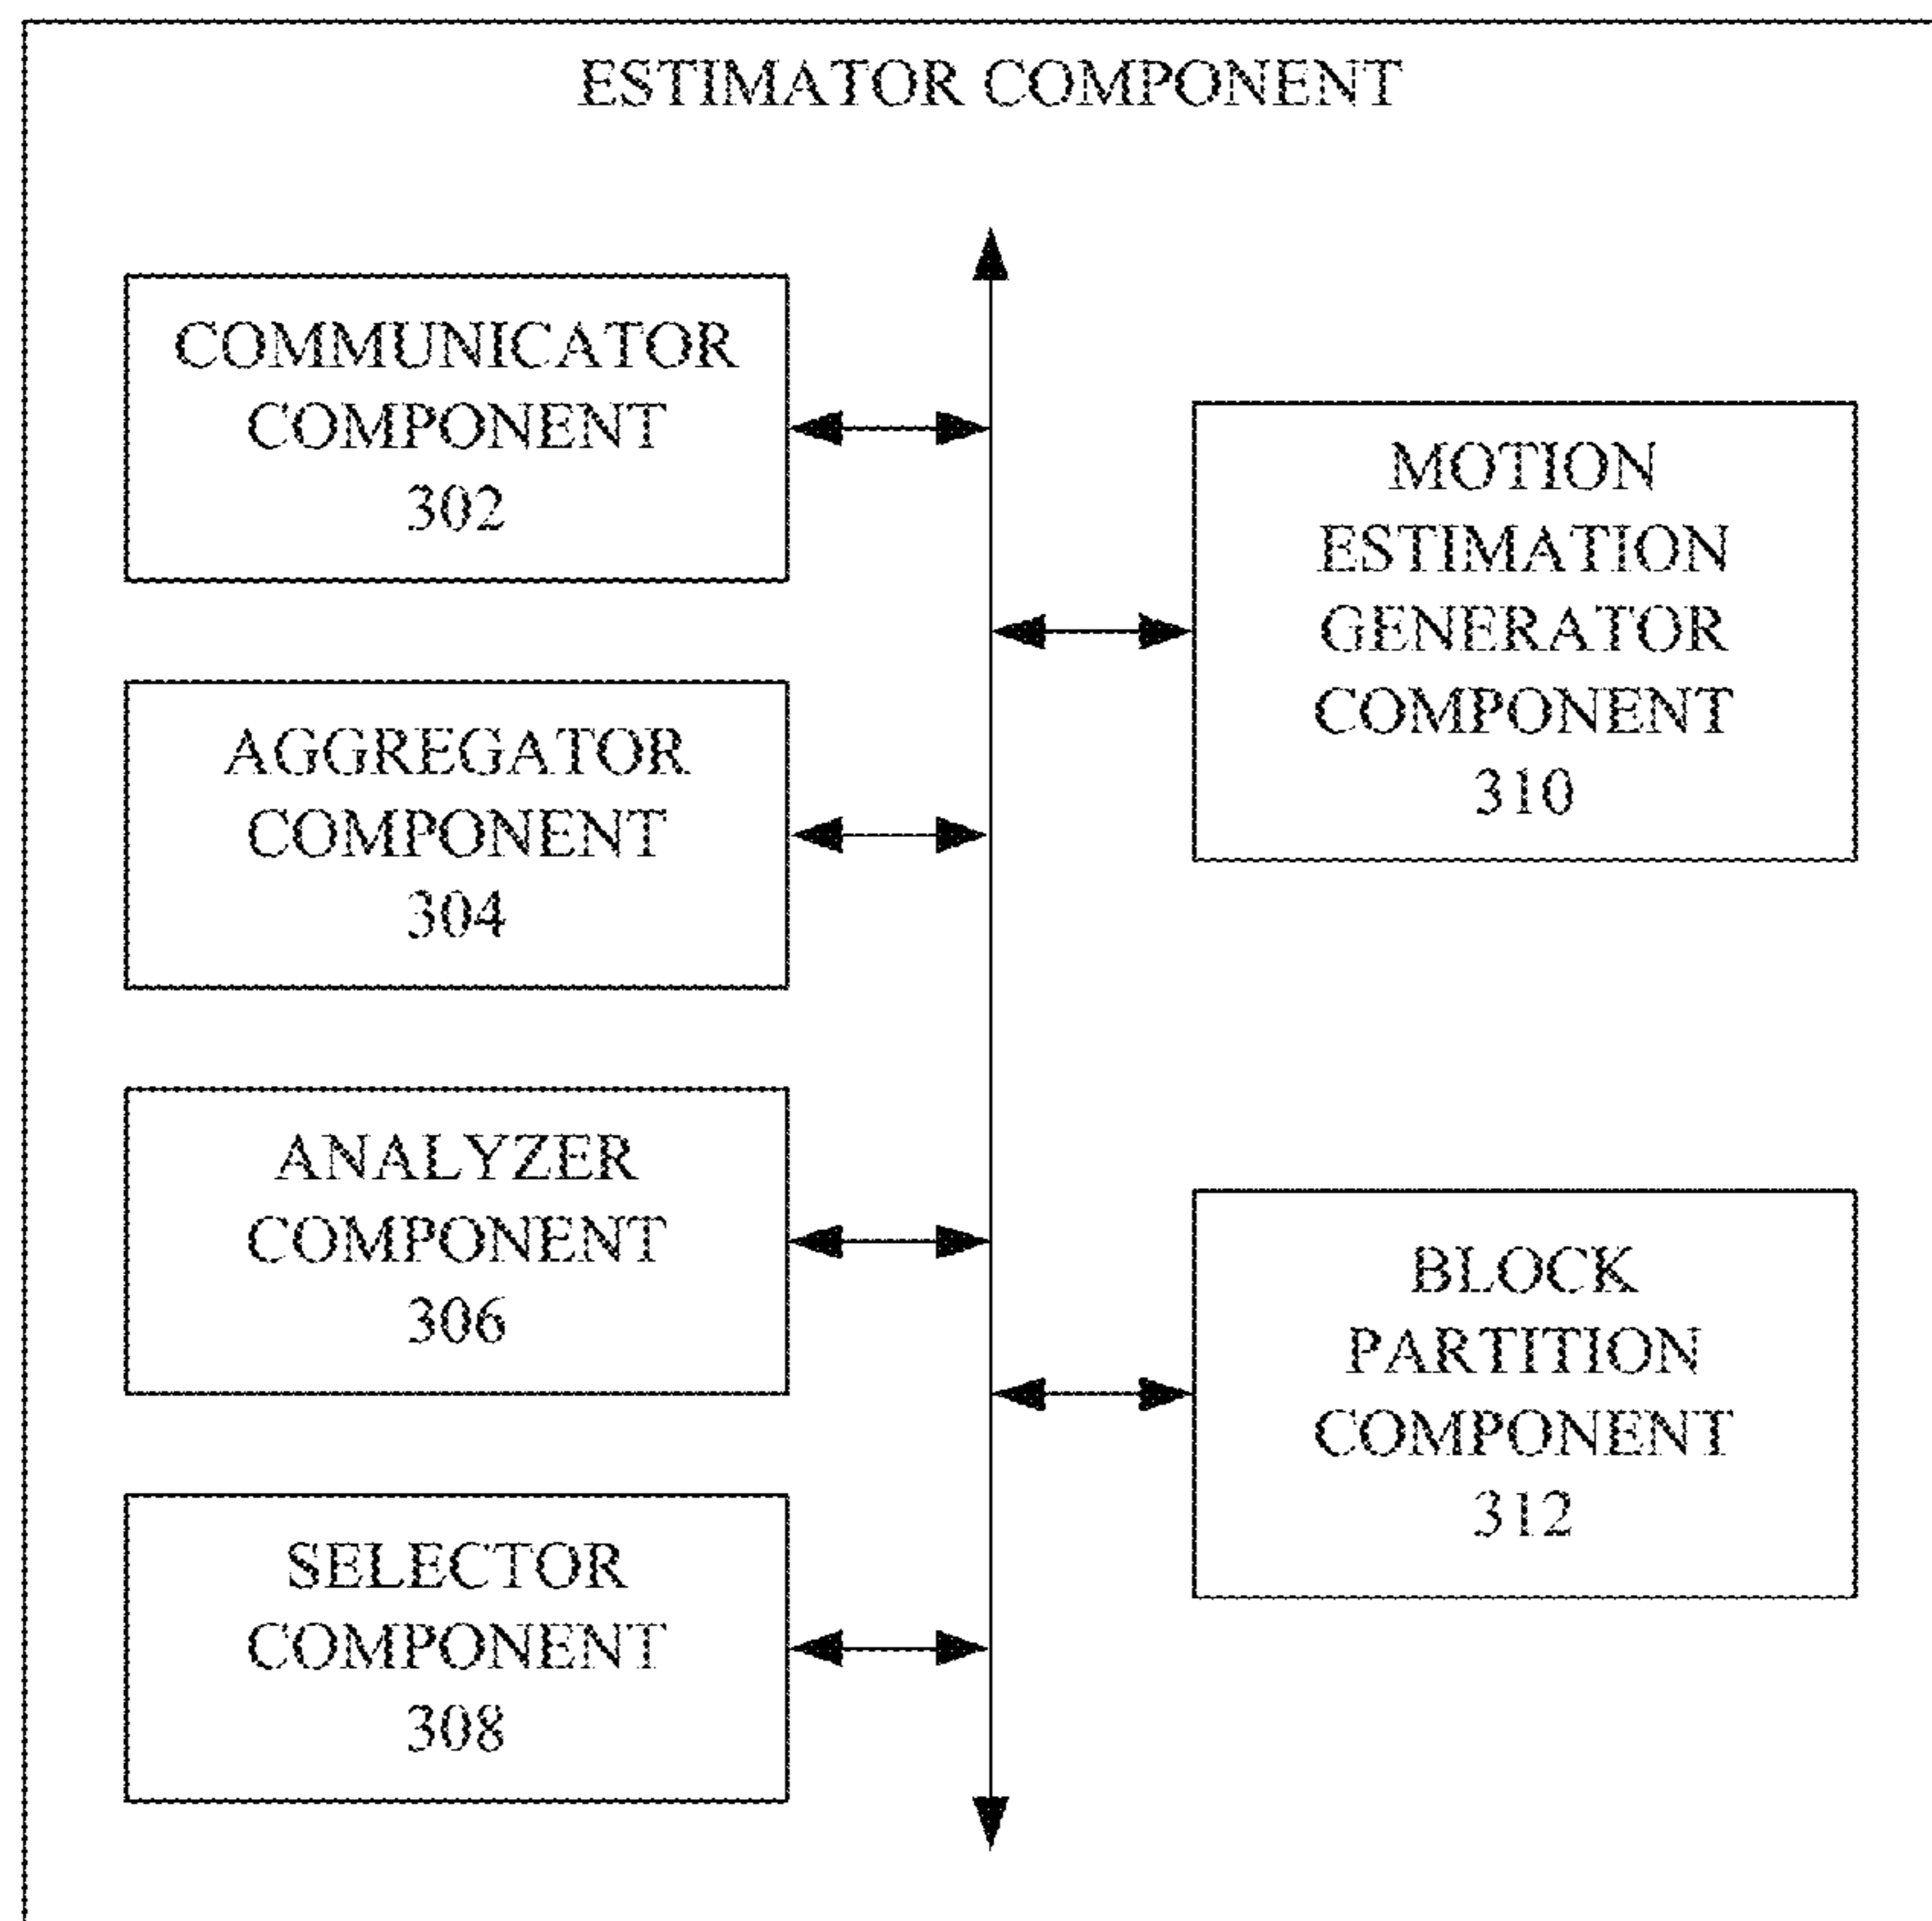 ESTIMATOR COMPONENT
COMMUNICATOR
COMPONENT
302
AGGREGATOR
COMPONENT
304
ANALYZER
COMPONENT
306
SELECTOR
COMPONENT
308
MOTION
ESTIMATION
GENERATOR
COMPONENT
310
BLOCK
PARTITION
COMPONENT
312